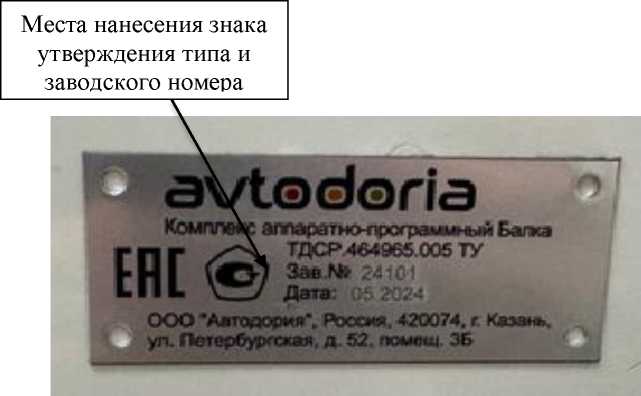 Места нанесения знака
утверждения типа и
заводского номера
avtodoria
Комплекс аппаратно-программный Балка
ТДСР.464965.005 ТУ
EAC
Зав.№ 24101
Дата: 05.2024
ООО "Автодория", Россия, 420074, г. Казань,
ул. Петербургская, д. 52, помещ. 3Б